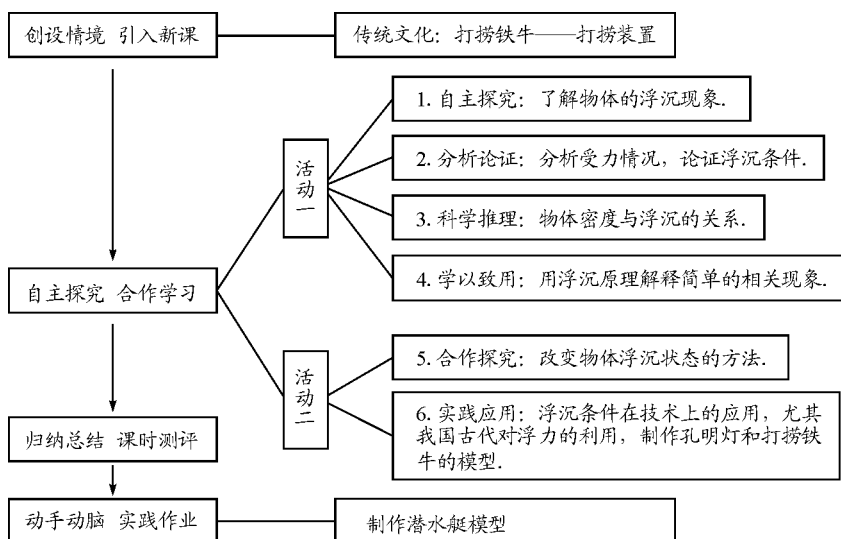 创设情境 引入新课
传统文化：打捞铁牛——打捞装置
活动一
1. 自主探究：了解物体的浮沉现象.
2. 分析论证：分析受力情况，论证浮沉条件.
3. 科学推理：物体密度与浮沉的关系.
4. 学以致用：用浮沉原理解释简单的相关现象.
自主探究 合作学习
活动二
5. 合作探究：改变物体浮沉状态的方法.
6. 实践应用：浮沉条件在技术上的应用，尤其
我国古代对浮力的利用，制作孔明灯和打捞铁
牛的模型.
归纳总结 课时测评
动手动脑 实践作业
制作潜水艇模型